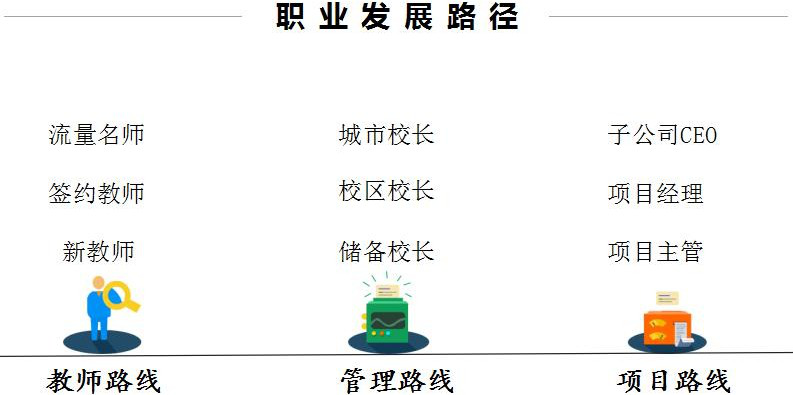 职业发展路径
流量名师 城市校长 子公司CEO
签约教师 校区校长 项目经理
新教师 储备校长 项目主管
教师路线 管理路线 项目路线